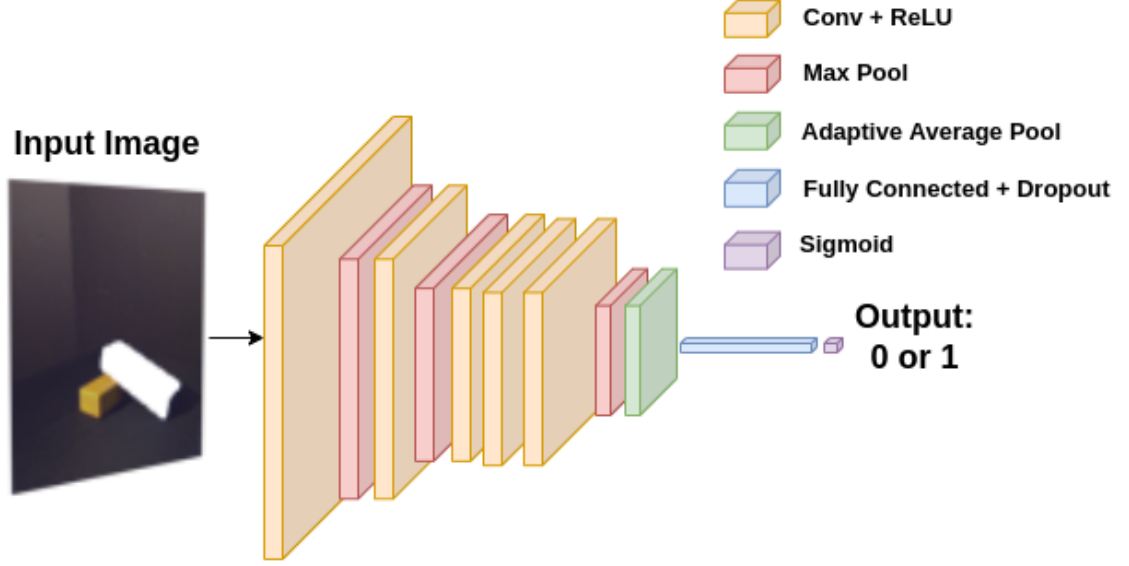 Input Image
Conv + ReLU
Max Pool
Adaptive Average Pool
Fully Connected + Dropout
Sigmoid
Output:
0 or 1